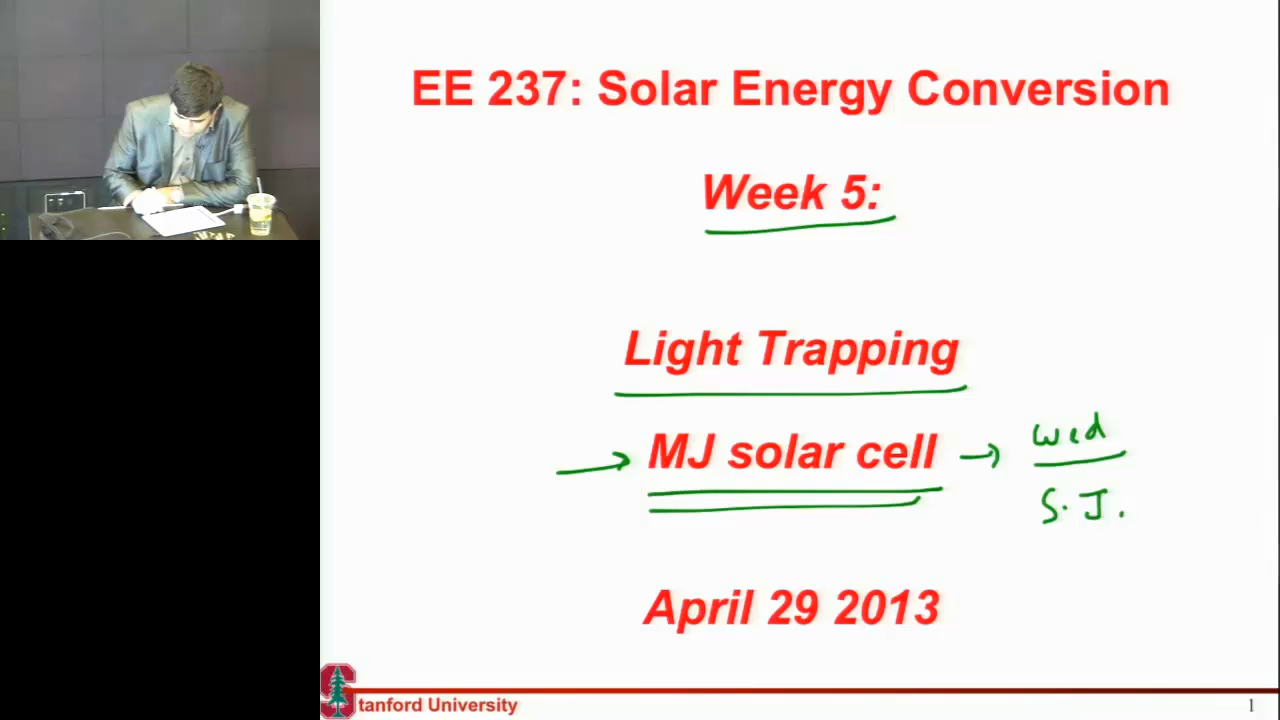 EE 237: Solar Energy Conversion
Week 5:
Light Trapping
MJ solar cell
Wed
S.J.
April 29 2013
Stanford University
1